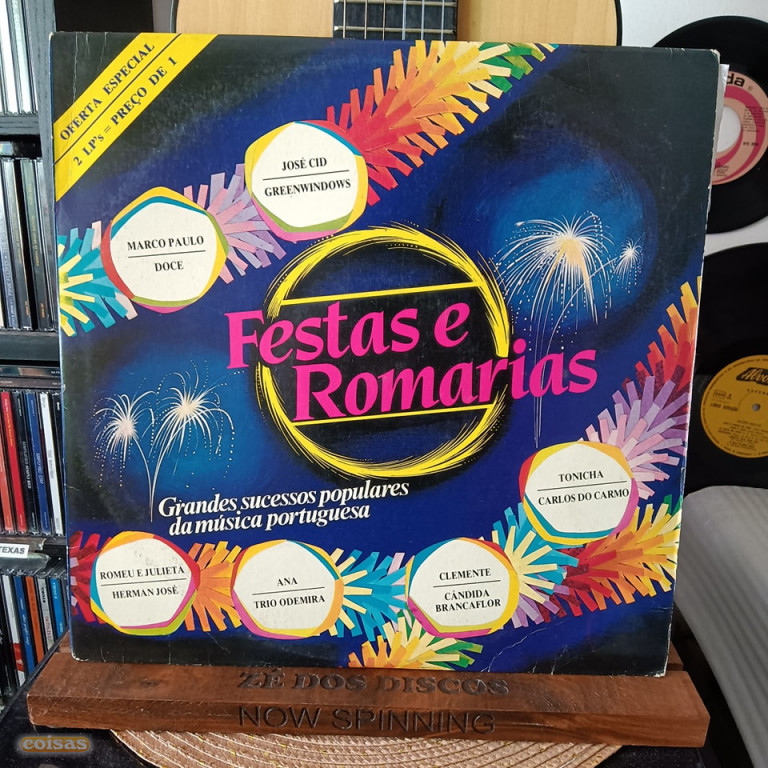 OFERTA ESPECIAL
2 LP's = PREÇO DE 1
JOSÉ CID
GREENWINDOWS
MARCO PAULO
DOCE
Festas e
Romarias
Grandes sucessos populares
da música portuguesa
TONICHA
CARLOS DO CARMO
ROMEU E JULIETA
HERMAN JOSÉ
ANA
TRIO ODEMIRA
CLEMENTE
CÂNDIDA
BRANCAFLOR
TEXAS
ZÉ DOS DISCOS
NOW SPINNING
coisas